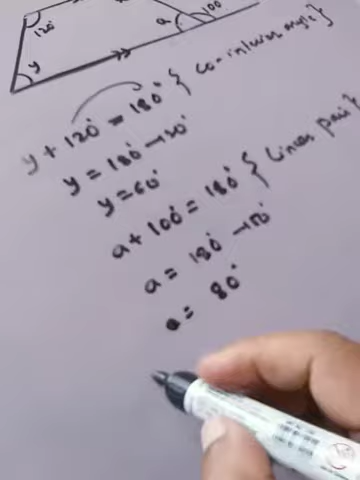 120°
a
100°
y
y + 120° = 180° { co-interior angle }
y = 180° - 120°
y = 60°
a + 100° = 180° { linear pair }
a = 180° - 100°
a = 80°